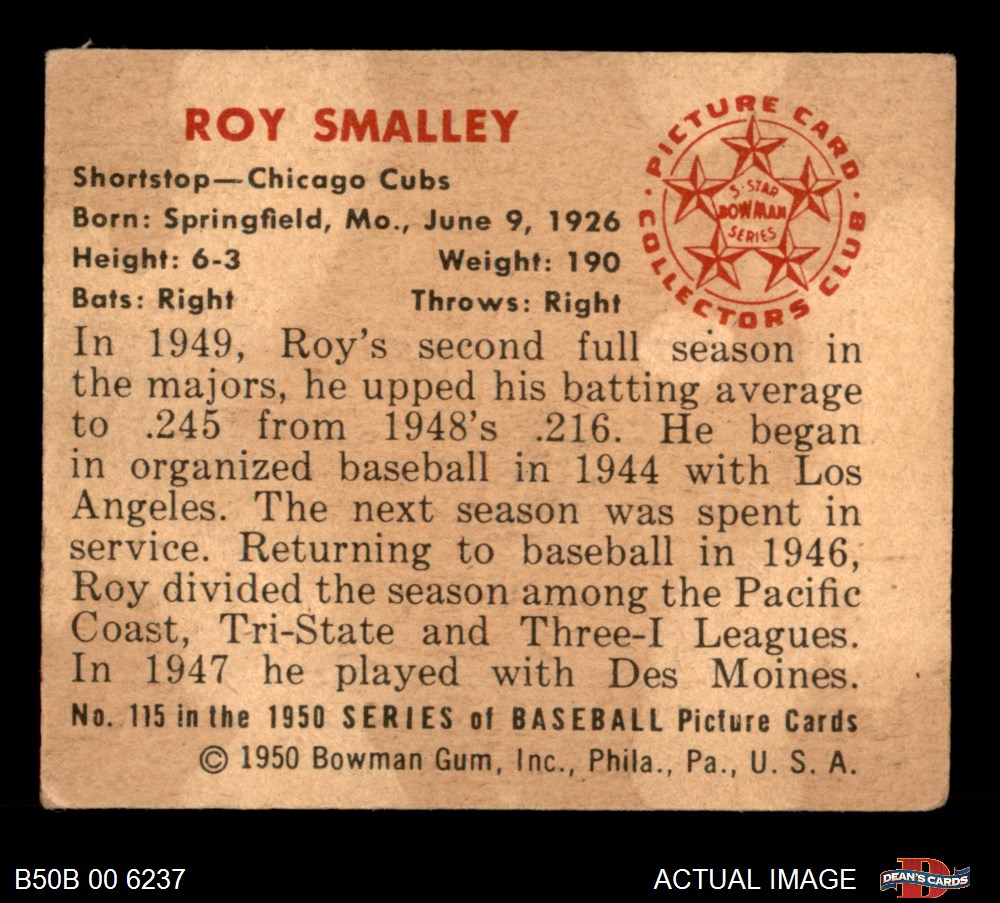 ROY SMALLEY
Shortstop—Chicago Cubs
Born: Springfield, Mo., June 9, 1926
Height: 6-3 Weight: 190
Bats: Right Throws: Right
PICTURE CARD
COLLECTORS CLUB
5-STAR
BOWMAN
SERIES
In 1949, Roy's second full season in
the majors, he upped his batting average
to .245 from 1948's .216. He began
in organized baseball in 1944 with Los
Angeles. The next season was spent in
service. Returning to baseball in 1946,
Roy divided the season among the Pacific
Coast, Tri-State and Three-I Leagues.
In 1947 he played with Des Moines.
No. 115 in the 1950 SERIES of BASEBALL Picture Cards
© 1950 Bowman Gum, Inc., Phila., Pa., U. S. A.
B50B 00 6237
ACTUAL IMAGE
D
DEAN'S CARDS